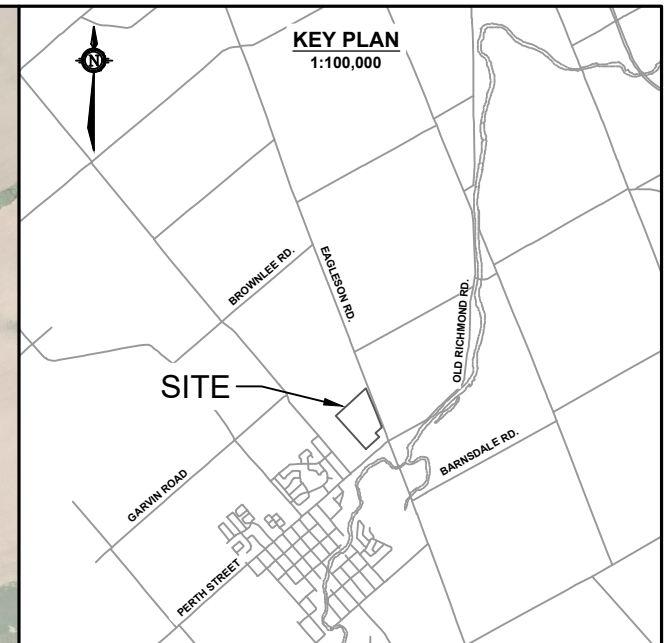 KEY PLAN
1:100,000
N
BROWNLEE RD.
EAGLESON RD.
OLD RICHMOND RD.
SITE
BARNSDALE RD.
GARVIN ROAD
PERTH STREET